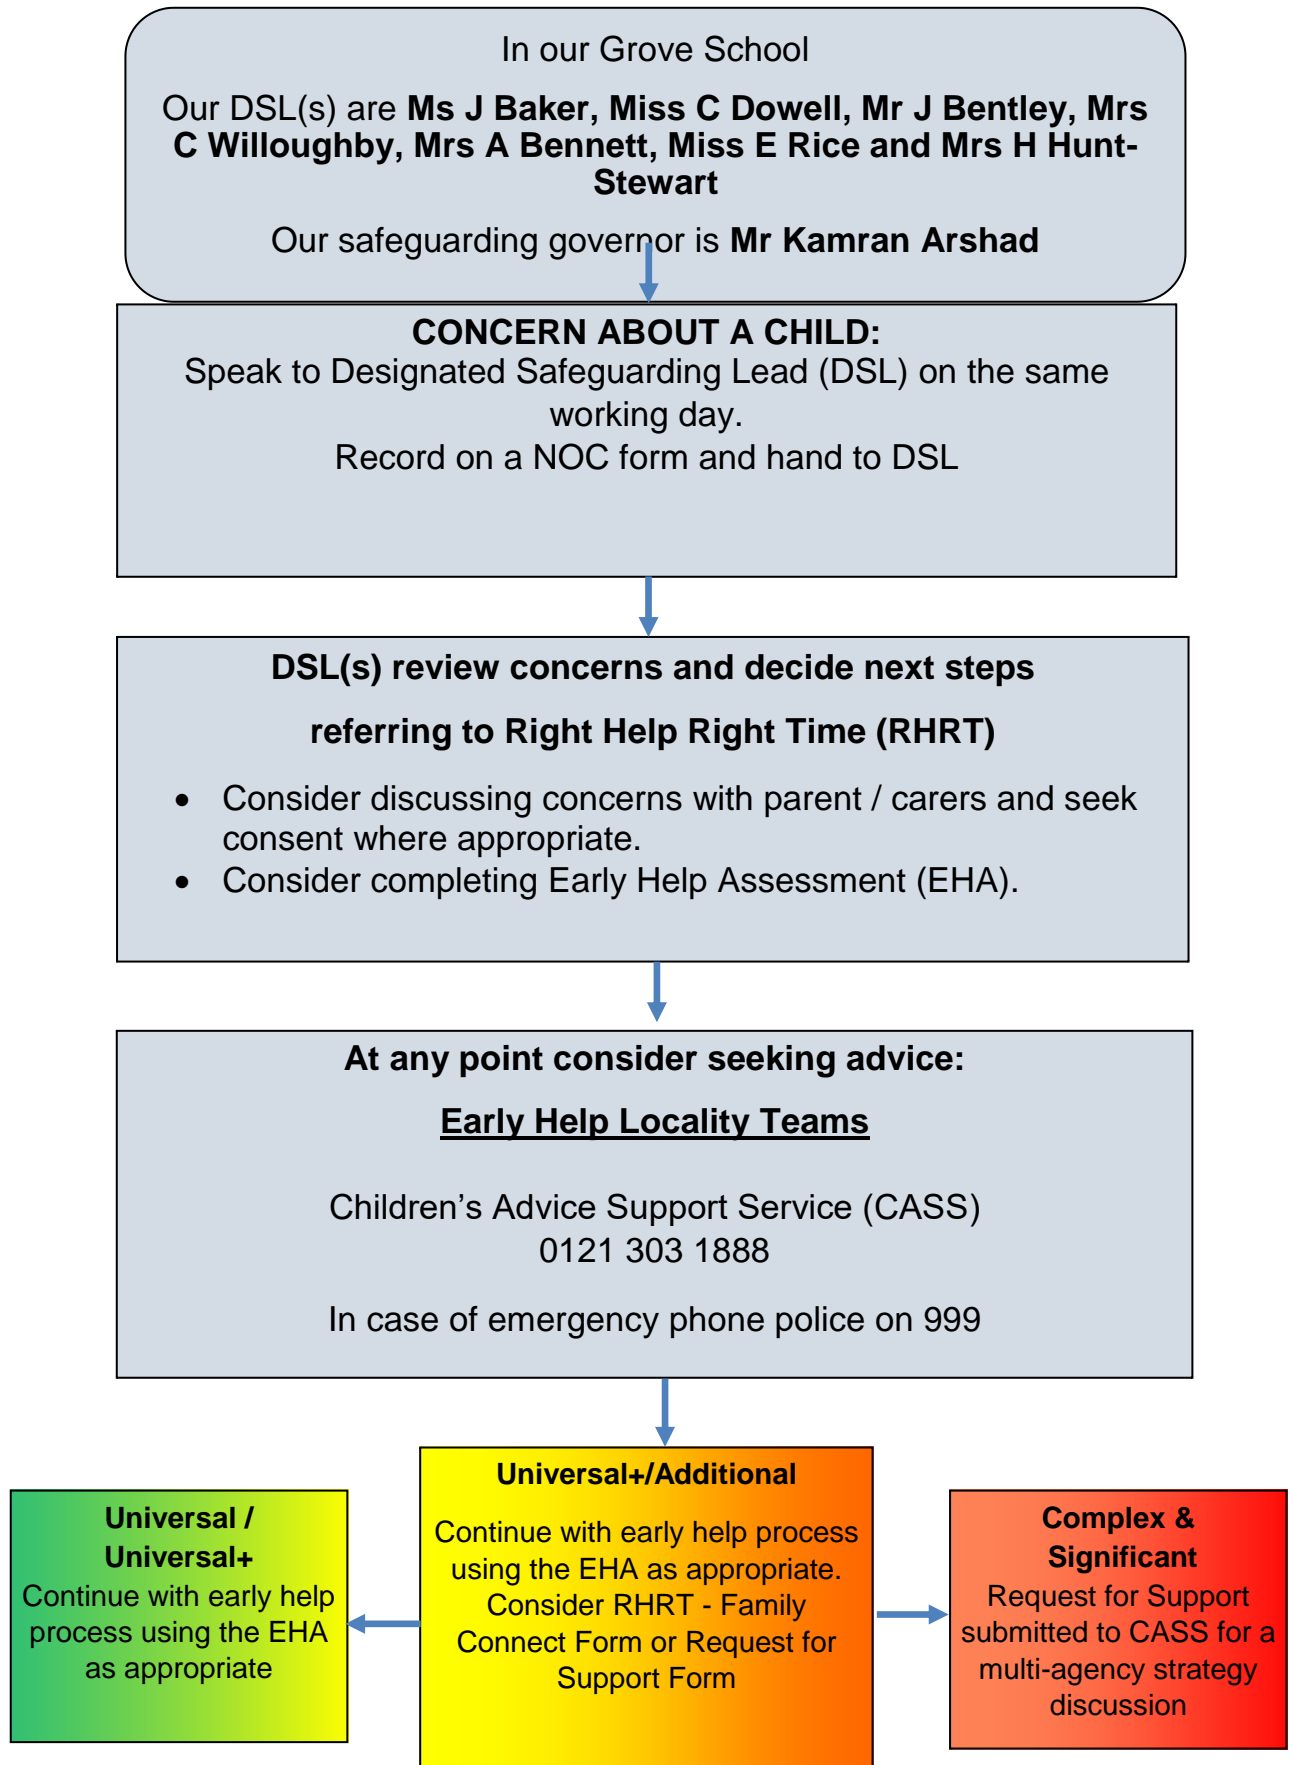 In our Grove School
Our DSL(s) are Ms J Baker, Miss C Dowell, Mr J Bentley, Mrs
C Willoughby, Mrs A Bennett, Miss E Rice and Mrs H Hunt-
Stewart
Our safeguarding governor is Mr Kamran Arshad
CONCERN ABOUT A CHILD:
Speak to Designated Safeguarding Lead (DSL) on the same
working day.
Record on a NOC form and hand to DSL
DSL(s) review concerns and decide next steps
referring to Right Help Right Time (RHRT)
• Consider discussing concerns with parent / carers and seek
consent where appropriate.
• Consider completing Early Help Assessment (EHA).
At any point consider seeking advice:
Early Help Locality Teams
Children’s Advice Support Service (CASS)
0121 303 1888
In case of emergency phone police on 999
Universal /
Universal+
Continue with early help
process using the EHA
as appropriate
Universal+/Additional
Continue with early help process
using the EHA as appropriate.
Consider RHRT - Family
Connect Form or Request for
Support Form
Complex &
Significant
Request for Support
submitted to CASS for a
multi-agency strategy
discussion